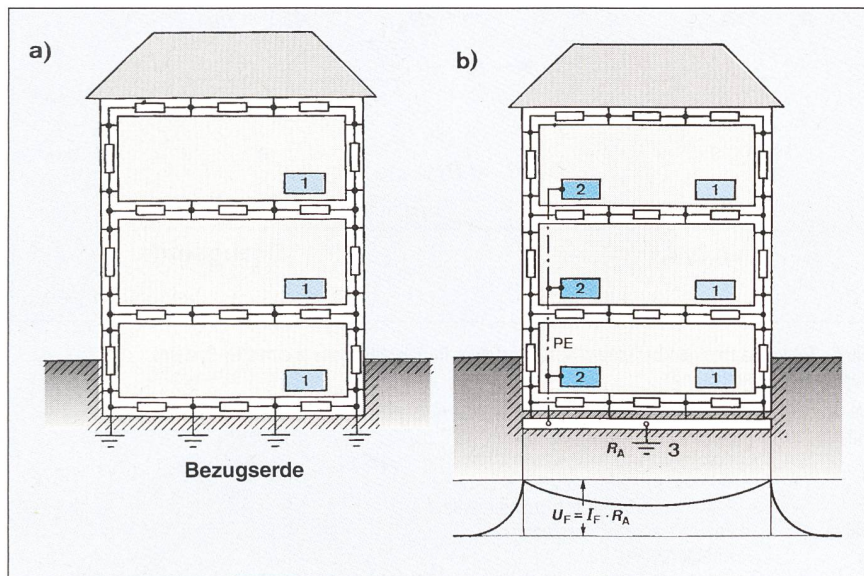 a)
1
1
1
Bezugserde
b)
2 1
2 1
PE
2 1
R_A 3
U_F = I_F · R_A